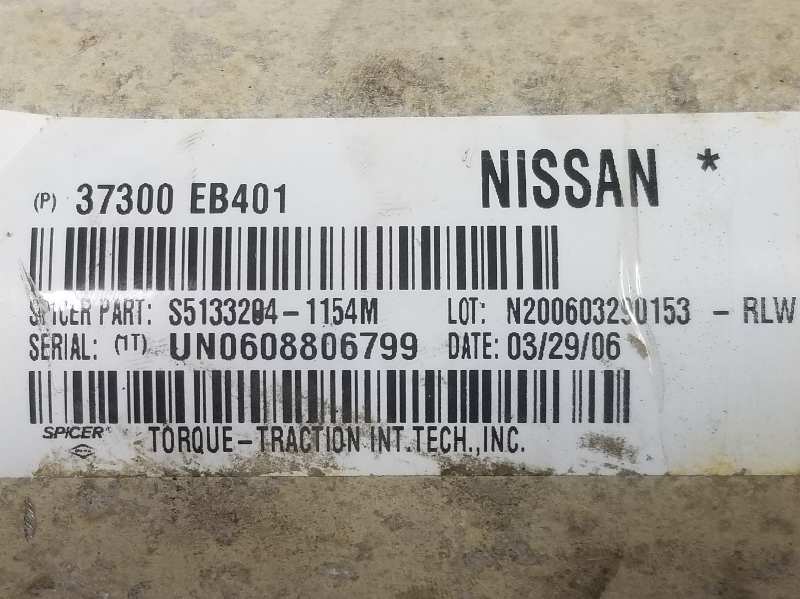 (P) 37300 EB401 NISSAN *
SPICER PART: S5133204-1154M LOT: N200603290153 - RLW
SERIAL: (1T) UN0608806799 DATE: 03/29/06
SPICER® TORQUE-TRACTION INT.TECH.,INC.